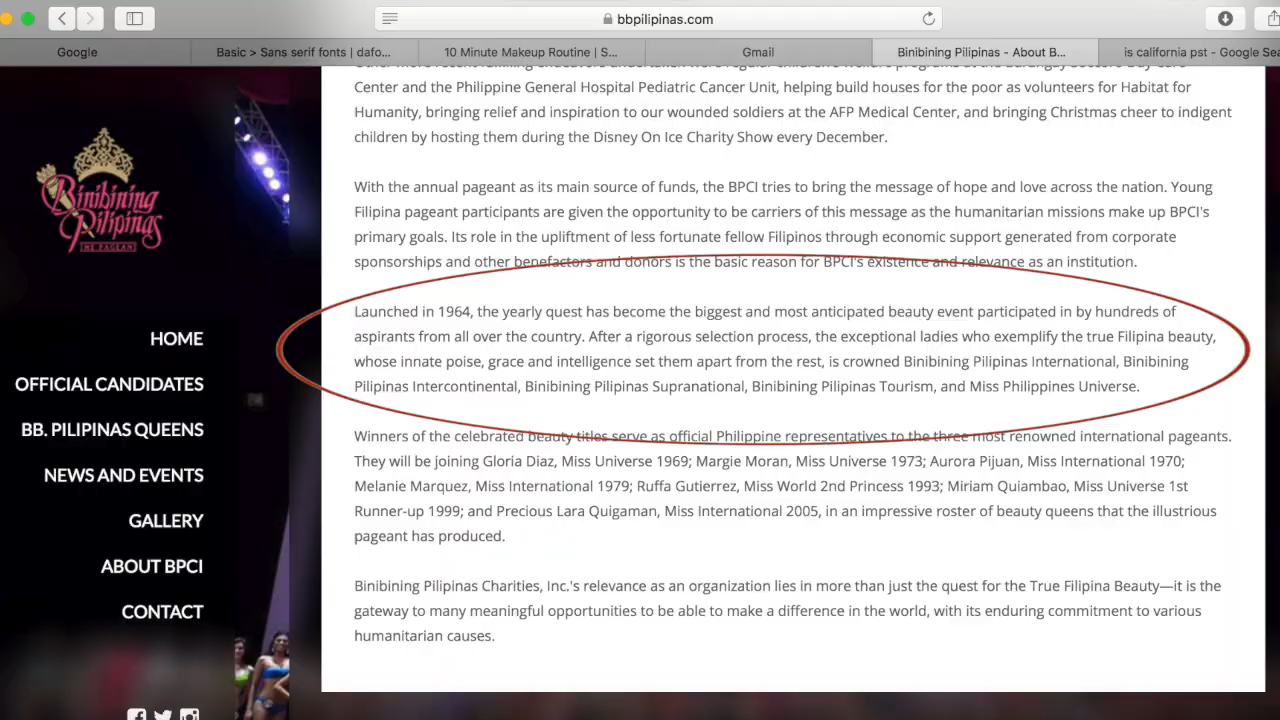 bbpilipinas.com
Google
Basic > Sans serif fonts | dafo...
10 Minute Makeup Routine | S...
Gmail
Binibining Pilipinas - About B...
is california pst - Google Sea
Binibining
Pilipinas
THE PAGEANT
HOME
OFFICIAL CANDIDATES
BB. PILIPINAS QUEENS
NEWS AND EVENTS
GALLERY
ABOUT BPCI
CONTACT
Center and the Philippine General Hospital Pediatric Cancer Unit, helping build houses for the poor as volunteers for Habitat for
Humanity, bringing relief and inspiration to our wounded soldiers at the AFP Medical Center, and bringing Christmas cheer to indigent
children by hosting them during the Disney On Ice Charity Show every December.
With the annual pageant as its main source of funds, the BPCI tries to bring the message of hope and love across the nation. Young
Filipina pageant participants are given the opportunity to be carriers of this message as the humanitarian missions make up BPCI's
primary goals. Its role in the upliftment of less fortunate fellow Filipinos through economic support generated from corporate
sponsorships and other benefactors and donors is the basic reason for BPCI's existence and relevance as an institution.
Launched in 1964, the yearly quest has become the biggest and most anticipated beauty event participated in by hundreds of
aspirants from all over the country. After a rigorous selection process, the exceptional ladies who exemplify the true Filipina beauty,
whose innate poise, grace and intelligence set them apart from the rest, is crowned Binibining Pilipinas International, Binibining
Pilipinas Intercontinental, Binibining Pilipinas Supranational, Binibining Pilipinas Tourism, and Miss Philippines Universe.
Winners of the celebrated beauty titles serve as official Philippine representatives to the three most renowned international pageants.
They will be joining Gloria Diaz, Miss Universe 1969; Margie Moran, Miss Universe 1973; Aurora Pijuan, Miss International 1970;
Melanie Marquez, Miss International 1979; Ruffa Gutierrez, Miss World 2nd Princess 1993; Miriam Quiambao, Miss Universe 1st
Runner-up 1999; and Precious Lara Quigaman, Miss International 2005, in an impressive roster of beauty queens that the illustrious
pageant has produced.
Binibining Pilipinas Charities, Inc.'s relevance as an organization lies in more than just the quest for the True Filipina Beauty—it is the
gateway to many meaningful opportunities to be able to make a difference in the world, with its enduring commitment to various
humanitarian causes.